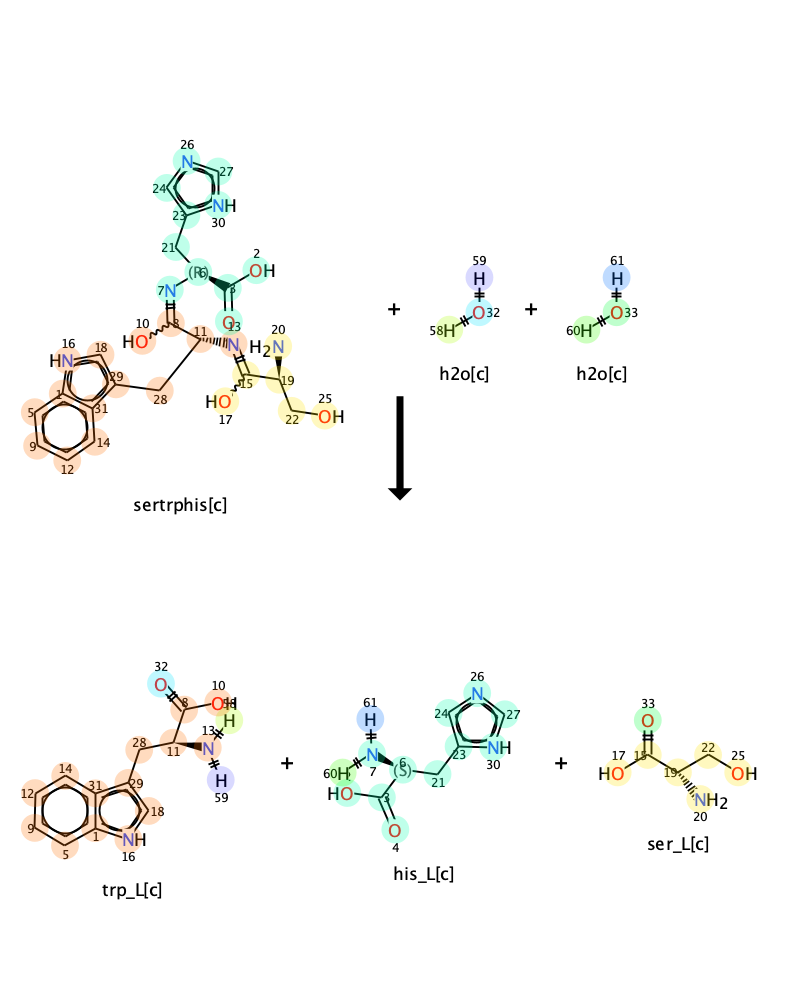 26
N
27
24
NH
23
30
21
2
(R)
6
OH
7
N
3
59
H
61
H
+
+
10
8
11
13
20
O
32
O
33
HO
N
H2N
58
H
60
H
16
18
19
h2o[c]
h2o[c]
HN
15
29
HO
25
1
31
28
17
22
OH
5
9
14
12
sertrphis[c]
32
O
10
8
OH
61
H
26
N
33
O
H
24
27
28
13
11
N
23
NH
17
15
22
25
+
6
(S)
30
+
HO
19
OH
14
59
H
60
H
7
N
21
NH2
31
29
HO
3
20
12
18
O
4
ser_L[c]
9
1
NH
his_L[c]
5
16
trp_L[c]